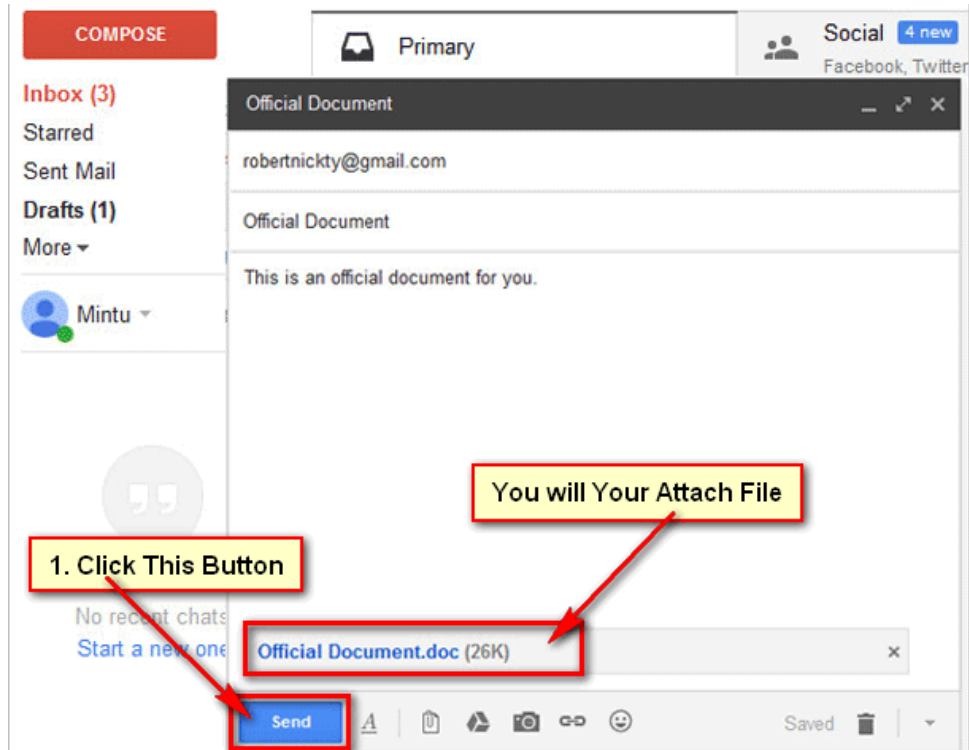 COMPOSE
Primary
Social 4 new
Facebook, Twitter
Inbox (3)
Starred
Sent Mail
Drafts (1)
More
Mintu
Official Document
robertnickty@gmail.com
Official Document
This is an official document for you.
You will Your Attach File
1. Click This Button
No recent chats
Start a new one
Official Document.doc (26K)
Send A Saved